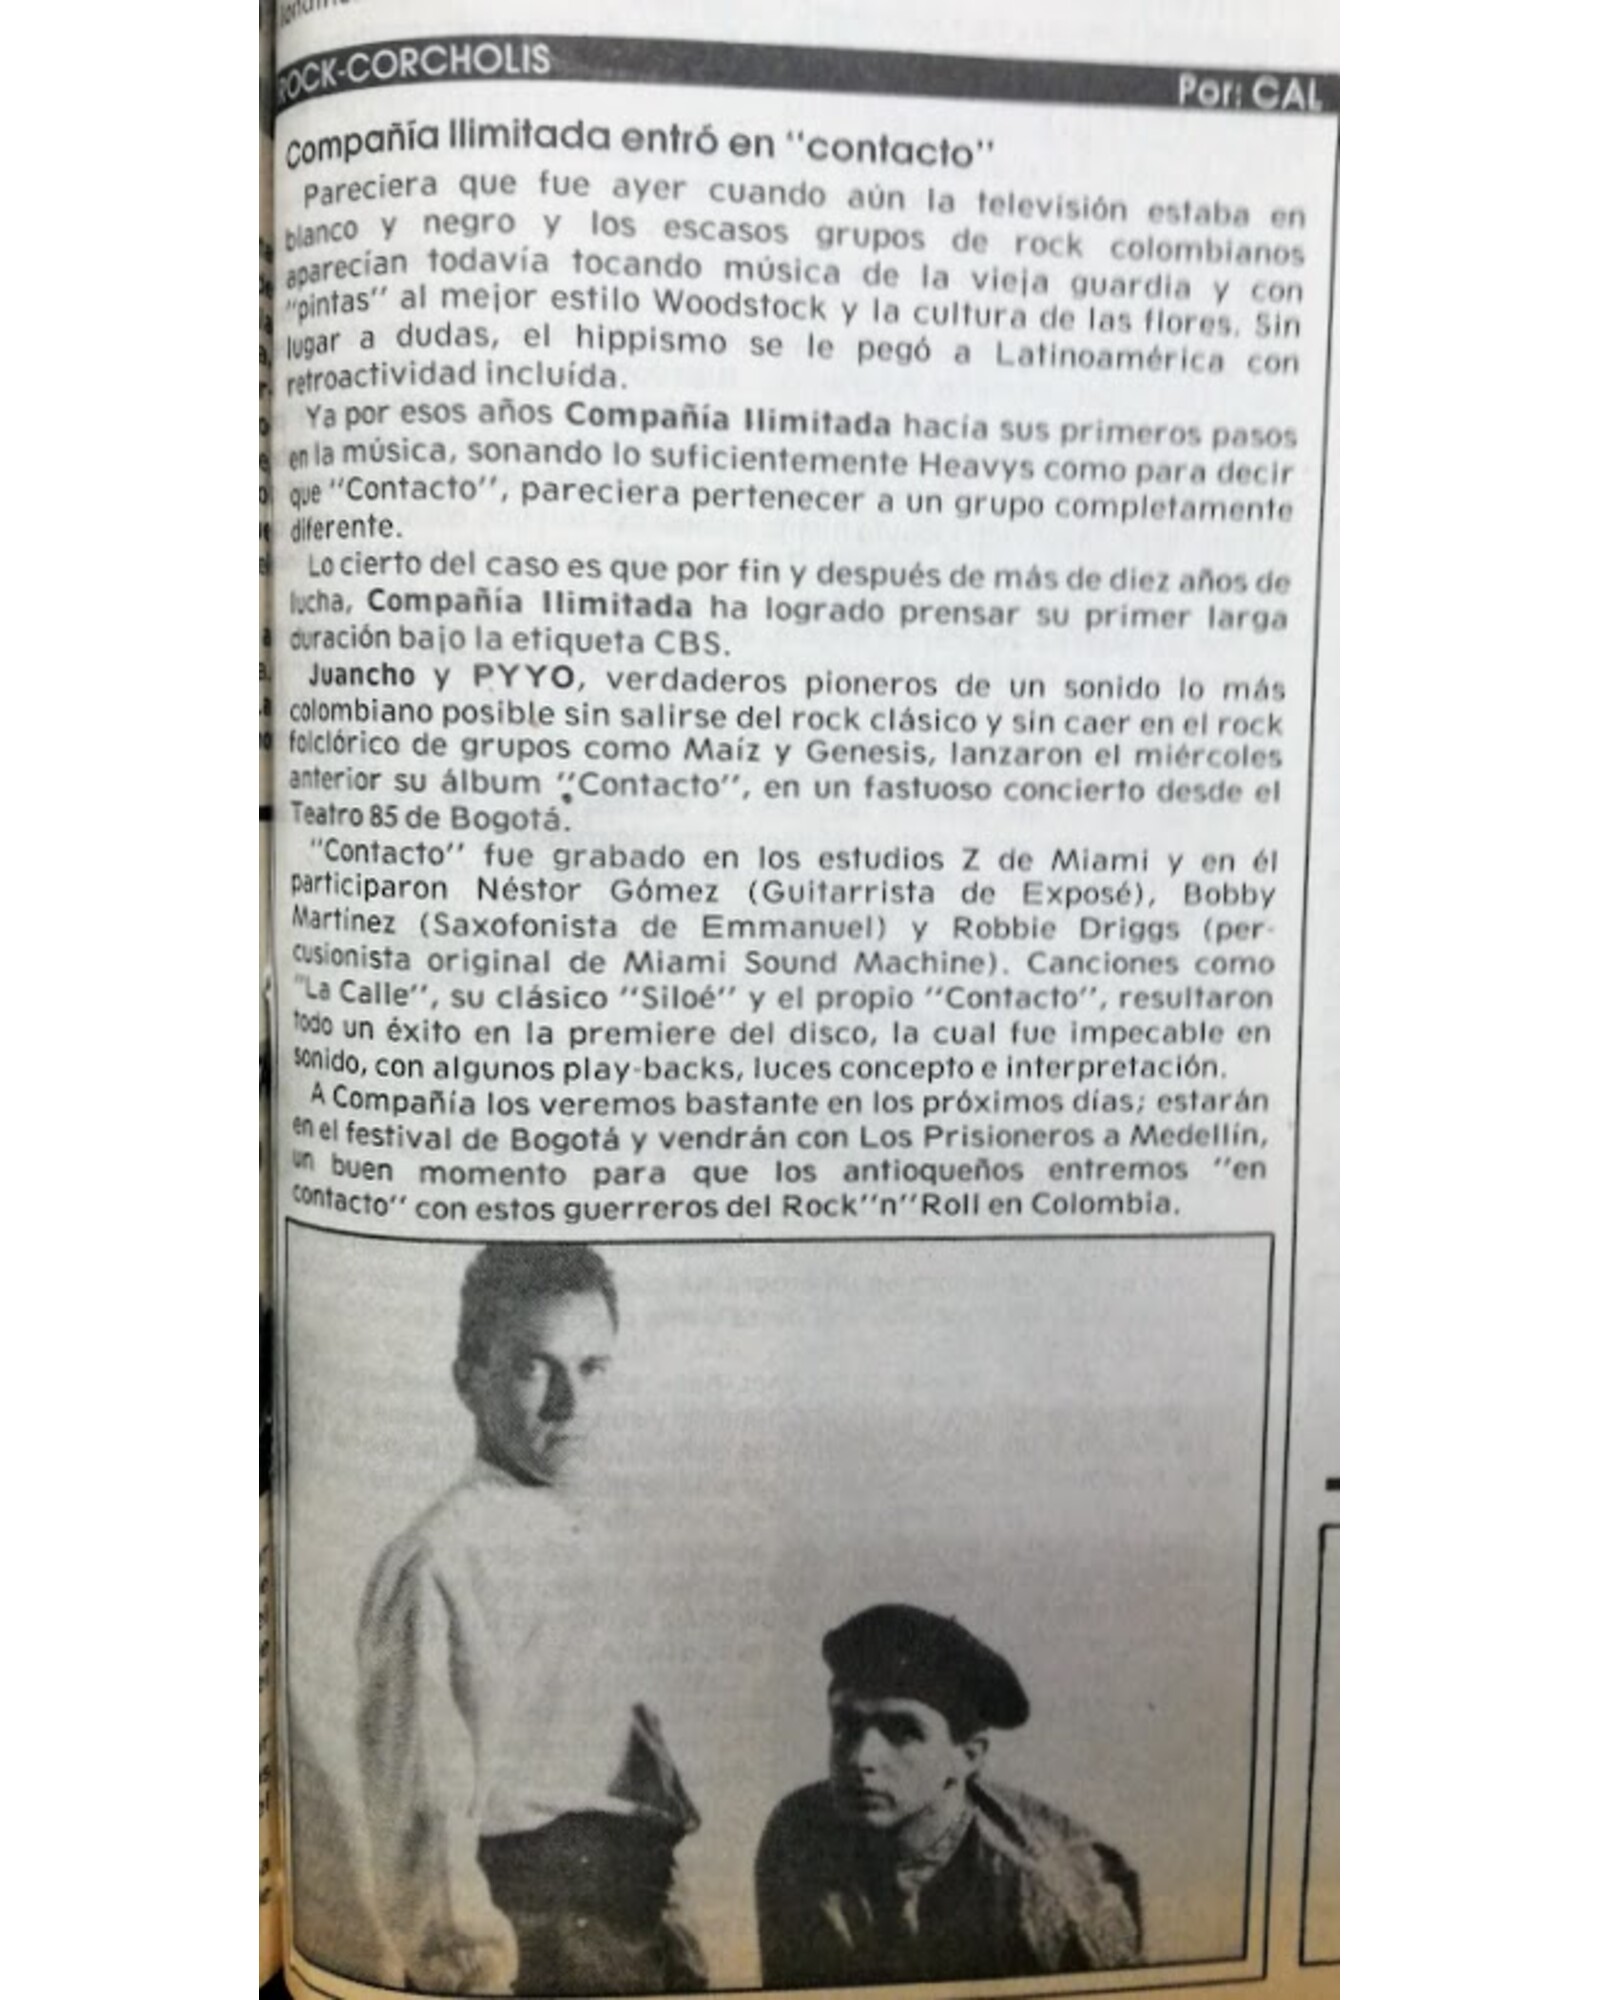 ROCK-CORCHOLIS
Por: CAL
Compañía Ilimitada entró en "contacto"
Pareciera que fue ayer cuando aún la televisión estaba en
blanco y negro y los escasos grupos de rock colombianos
aparecían todavía tocando música de la vieja guardia y con
"pintas" al mejor estilo Woodstock y la cultura de las flores. Sin
lugar a dudas, el hippismo se le pegó a Latinoamérica con
retroactividad incluída.
Ya por esos años Compañía Ilimitada hacía sus primeros pasos
en la música, sonando lo suficientemente Heavys como para decir
que "Contacto", pareciera pertenecer a un grupo completamente
diferente.
Lo cierto del caso es que por fin y después de más de diez años de
lucha, Compañía Ilimitada ha logrado prensar su primer larga
duración bajo la etiqueta CBS.
Juancho y PYYO, verdaderos pioneros de un sonido lo más
colombiano posible sin salirse del rock clásico y sin caer en el rock
folclórico de grupos como Maíz y Genesis, lanzaron el miércoles
anterior su álbum "Contacto", en un fastuoso concierto desde el
Teatro 85 de Bogotá.
"Contacto" fue grabado en los estudios Z de Miami y en él
participaron Néstor Gómez (Guitarrista de Exposé), Bobby
Martínez (Saxofonista de Emmanuel) y Robbie Driggs (per-
cusionista original de Miami Sound Machine). Canciones como
"La Calle", su clásico "Siloé" y el propio "Contacto", resultaron
todo un éxito en la premiere del disco, la cual fue impecable en
sonido, con algunos play-backs, luces concepto e interpretación.
A Compañía los veremos bastante en los próximos días; estarán
en el festival de Bogotá y vendrán con Los Prisioneros a Medellín,
un buen momento para que los antioqueños entremos "en
contacto" con estos guerreros del Rock"n"Roll en Colombia.